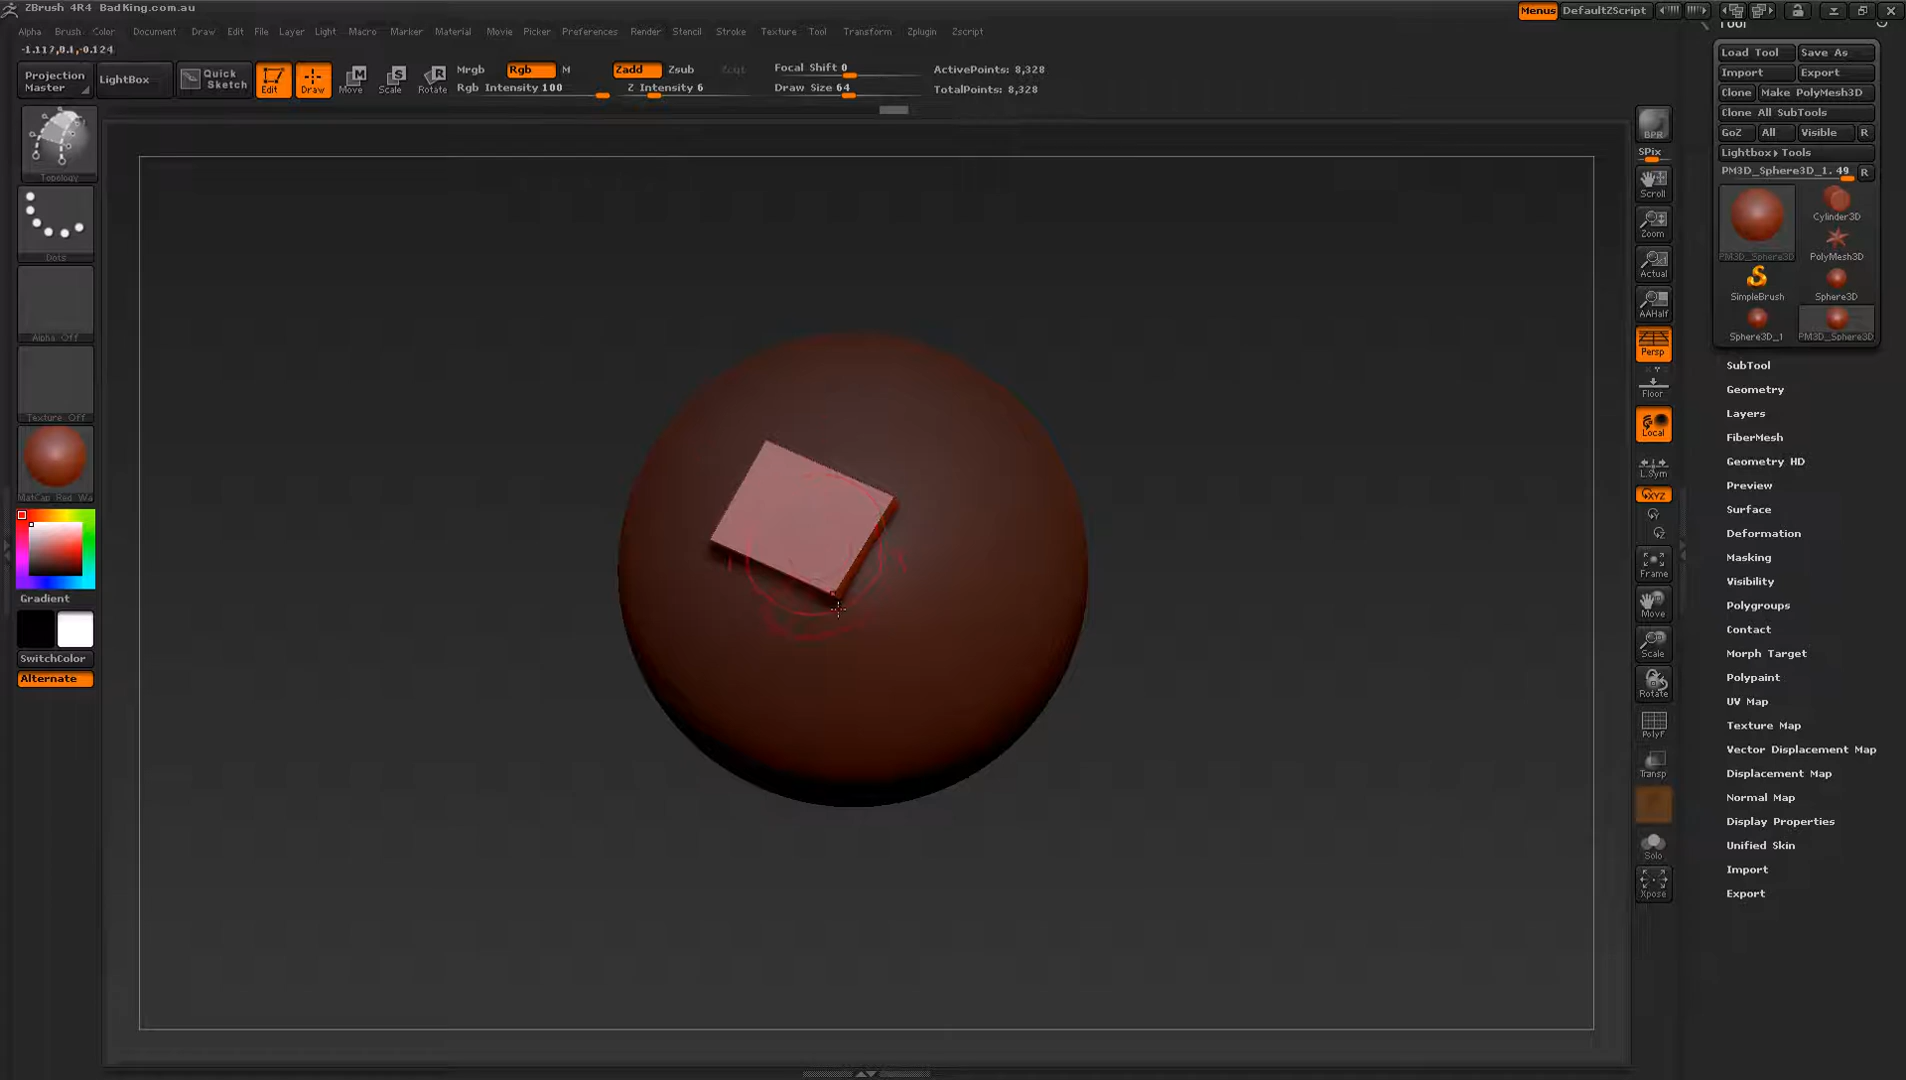 ZBrush 4R4 BadKing.com.au
Menus DefaultZScript
Alpha Brush Color Document Draw Edit File Layer Light Macro Marker Material Movie Picker Preferences Render Stencil Stroke Texture Tool Transform Zplugin Zscript
-1.117,0.1,-0.124
Projection Master
LightBox
Quick Sketch
Edit
Draw
Move
Scale
Rotate
Mrgb Rgb M
Rgb Intensity 100
Zadd Zsub Zcut
Z Intensity 6
Focal Shift 0
Draw Size 64
ActivePoints: 8,328
TotalPoints: 8,328
Topology
Dots
Alpha Off
Texture Off
MatCap Red Wa
Gradient
SwitchColor
Alternate
BPR
SPix
Scroll
Zoom
Actual
AAHalf
Persp
Floor
Local
L.Sym
XYZ
Frame
Move
Scale
Rotate
PolyF
Transp
Solo
Xpose
Tool
Load Tool Save As
Import Export
Clone Make PolyMesh3D
Clone All SubTools
GoZ All Visible R
Lightbox▸Tools
PM3D_Sphere3D_1. 49 R
Cylinder3D
PM3D_Sphere3D PolyMesh3D
SimpleBrush Sphere3D
Sphere3D_1 PM3D_Sphere3D
SubTool
Geometry
Layers
FiberMesh
Geometry HD
Preview
Surface
Deformation
Masking
Visibility
Polygroups
Contact
Morph Target
Polypaint
UV Map
Texture Map
Vector Displacement Map
Displacement Map
Normal Map
Display Properties
Unified Skin
Import
Export